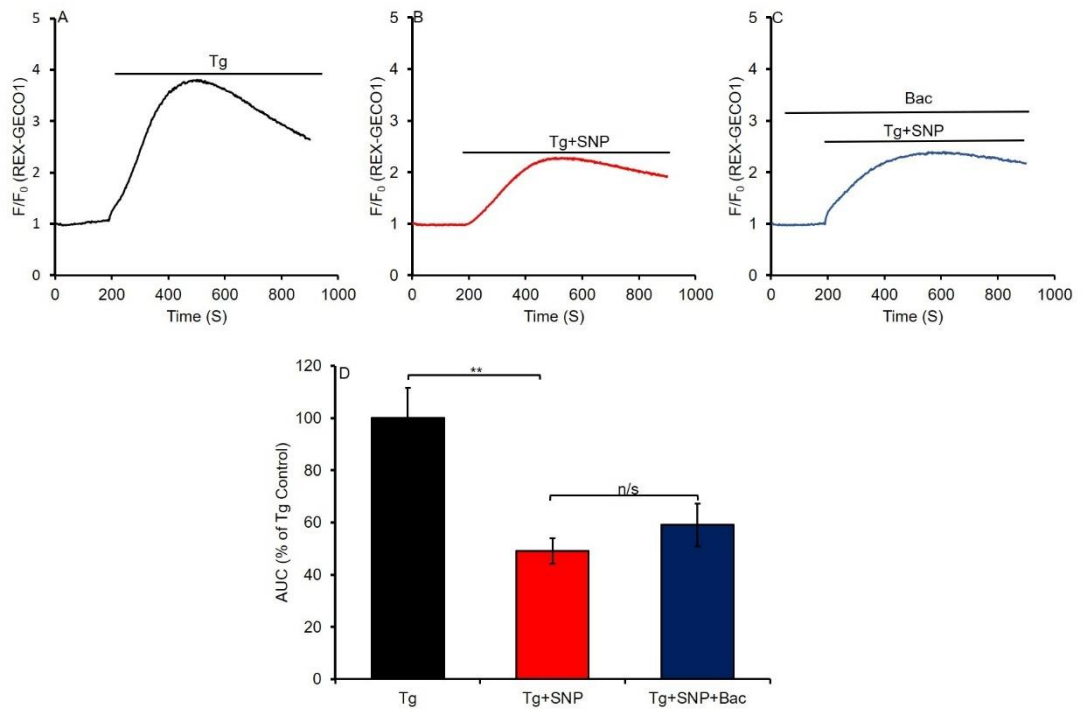 A
Tg
F/F₀ (REX-GECO1)
5
4
3
2
1
0
0 200 400 600 800 1000
Time (S)
B
Tg+SNP
F/F₀ (REX-GECO1)
5
4
3
2
1
0
0 200 400 600 800 1000
Time (S)
C
Bac
Tg+SNP
F/F₀ (REX-GECO1)
5
4
3
2
1
0
0 200 400 600 800 1000
Time (S)
D
**
n/s
AUC (% of Tg Control)
120
100
80
60
40
20
0
Tg Tg+SNP Tg+SNP+Bac